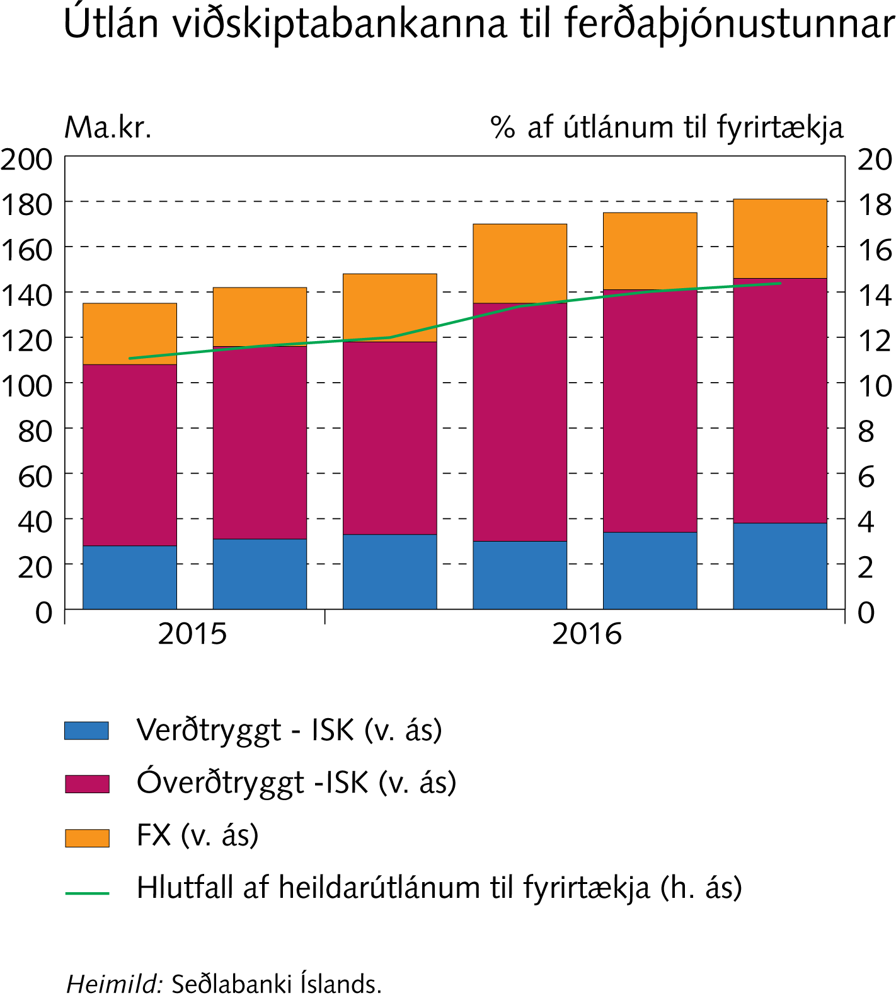 Útlán viðskiptabankanna til ferðaþjónustunnar
Ma.kr.
% af útlánum til fyrirtækja
200 20
180 18
160 16
140 14
120 12
100 10
80 8
60 6
40 4
20 2
0 0
2015 2016
Verðtryggt - ISK (v. ás)
Óverðtryggt -ISK (v. ás)
FX (v. ás)
Hlutfall af heildarútlánum til fyrirtækja (h. ás)
Heimild: Seðlabanki Íslands.